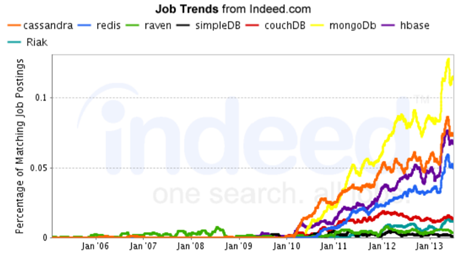 Job Trends from Indeed.com
cassandra redis raven simpleDB couchDB mongoDb hbase
Riak
Percentage of Matching Job Postings
0.1
0.05
0
Jan '06 Jan '07 Jan '08 Jan '09 Jan '10 Jan '11 Jan '12 Jan '13
indeed
TM
one search. all